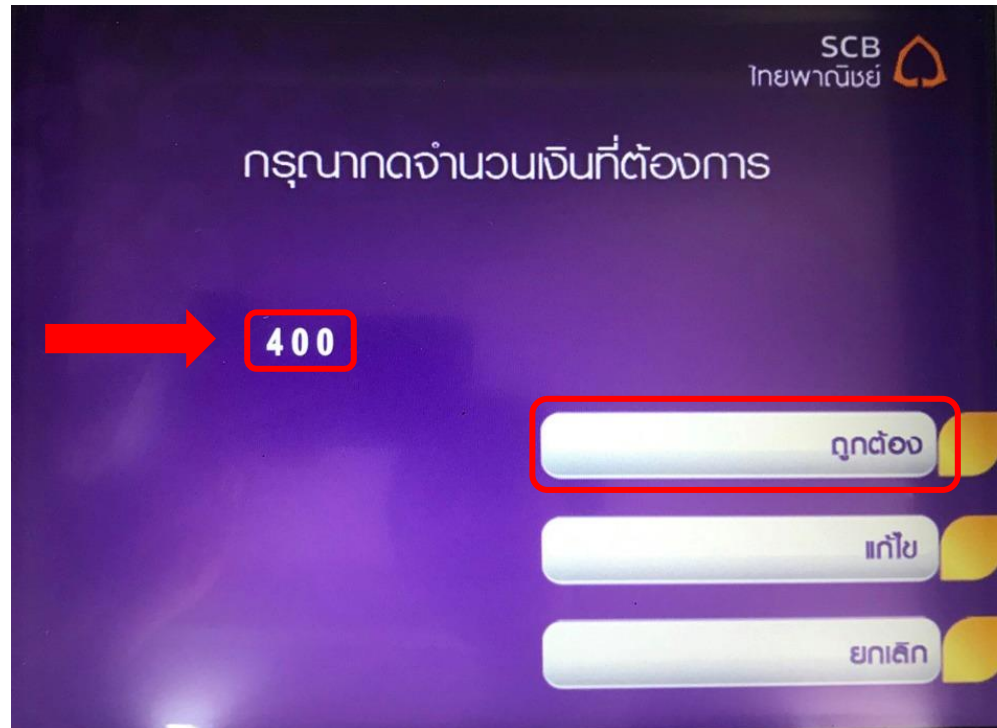 SCB
ไทยพาณิชย์
กรุณากดจำนวนเงินที่ต้องการ
400
ถูกต้อง
แก้ไข
ยกเลิก